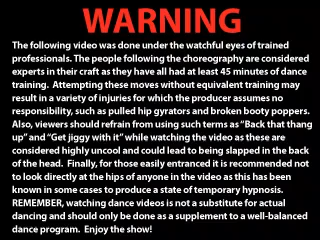 WARNING
The following video was done under the watchful eyes of trained
professionals. The people following the choreography are considered
experts in their craft as they have all had at least 45 minutes of dance
training. Attempting these moves without equivalent training may
result in a variety of injuries for which the producer assumes no
responsibility, such as pulled hip gyrators and broken booty poppers.
Also, viewers should refrain from using such terms as “Back that thang
up” and “Get jiggy with it” while watching the video as these are
considered highly uncool and could lead to being slapped in the back
of the head. Finally, for those easily entranced it is recommended not
to look directly at the hips of anyone in the video as this has been
known in some cases to produce a state of temporary hypnosis.
REMEMBER, watching dance videos is not a substitute for actual
dancing and should only be done as a supplement to a well-balanced
dance program. Enjoy the show!